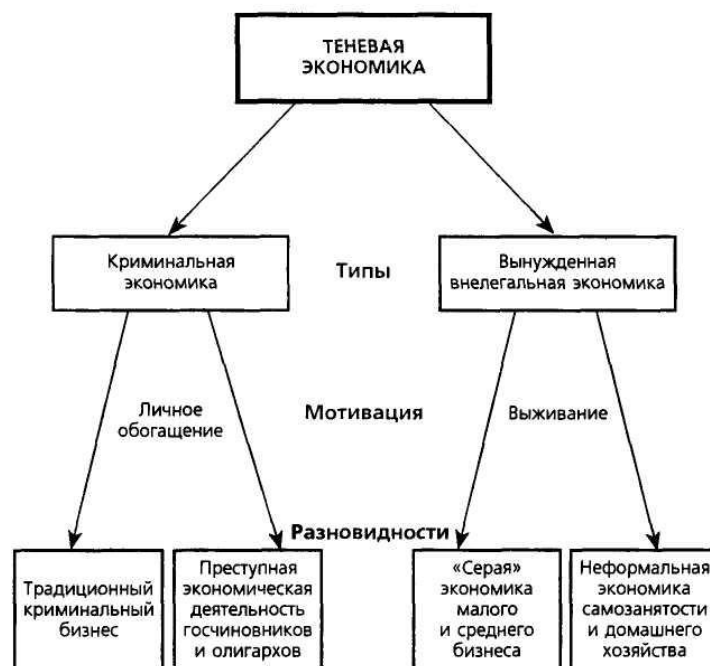 ТЕНЕВАЯ
ЭКОНОМИКА
Криминальная
экономика
Типы
Вынужденная
внелегальная экономика
Личное
обогащение
Мотивация
Выживание
Разновидности
Традиционный
криминальный
бизнес
Преступная
экономическая
деятельность
госчиновников
и олигархов
«Серая»
экономика
малого
и среднего
бизнеса
Неформальная
экономика
самозанятости
и домашнего
хозяйства